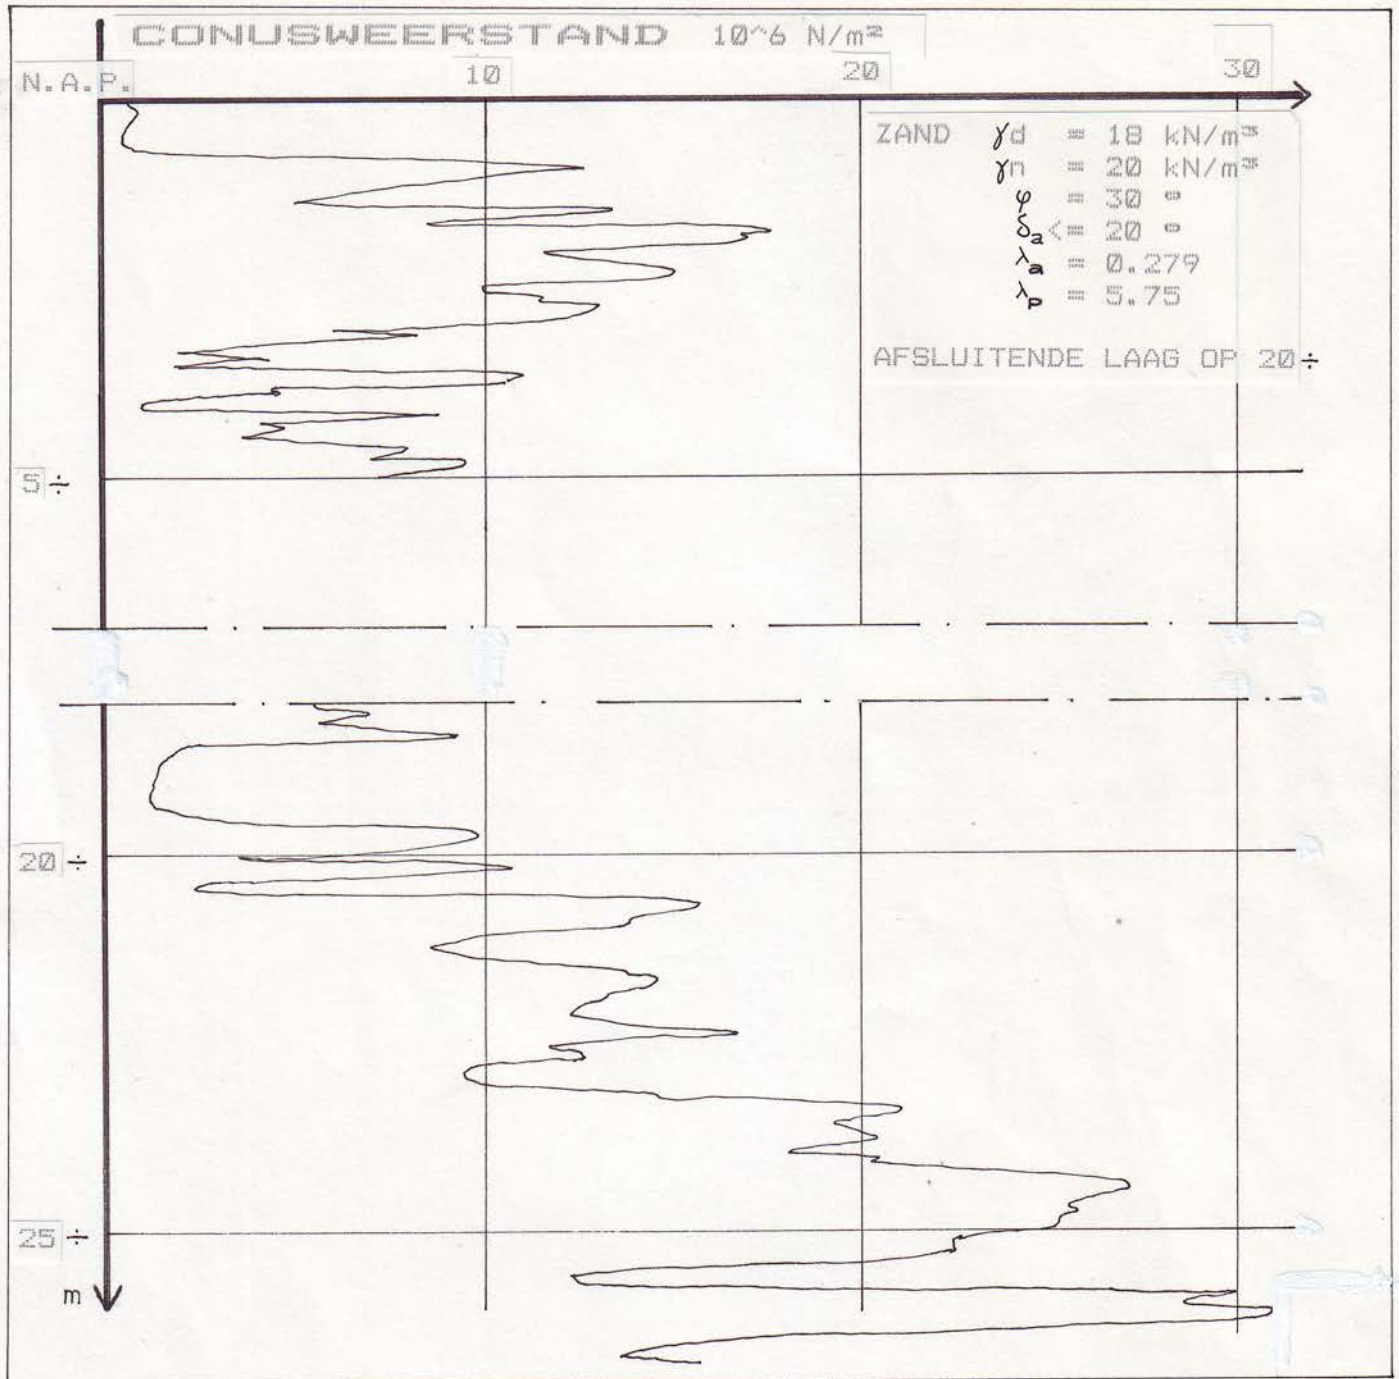 CONUSWEERSTAND 10^6 N/m²
N.A.P. 10 20 30
ZAND γd = 18 kN/m³
γn = 20 kN/m³
φ = 30 °
δa <= 20 °
λa = 0.279
λp = 5.75
AFSLUITENDE LAAG OP 20÷
5÷
20÷
25÷
m